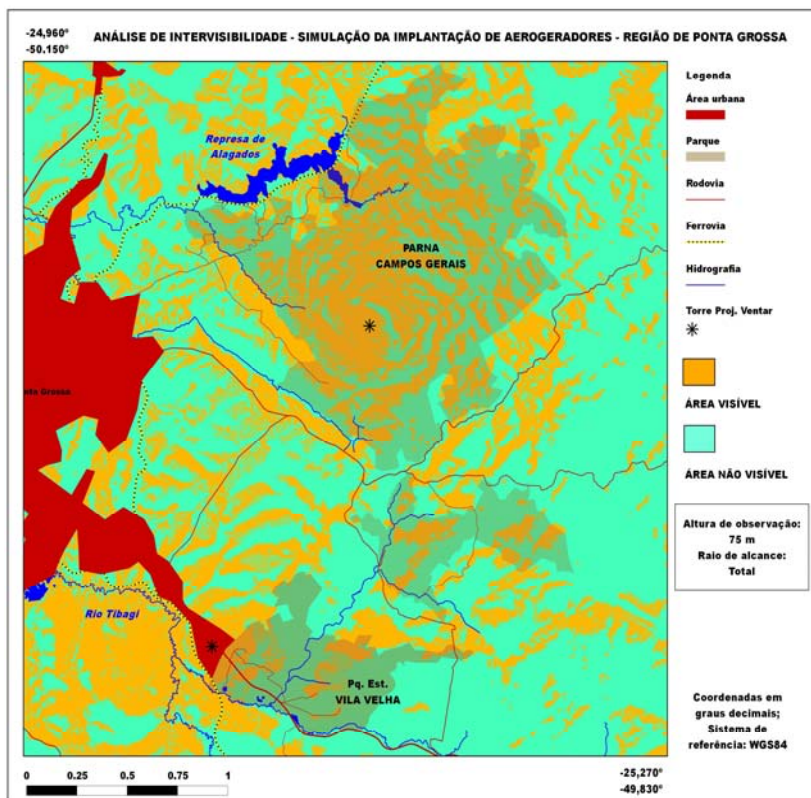 -24,960°
-50.150°
ANÁLISE DE INTERVISIBILIDADE - SIMULAÇÃO DA IMPLANTAÇÃO DE AEROGERADORES - REGIÃO DE PONTA GROSSA
Legenda
Área urbana
Parque
Rodovia
Ferrovia
Hidrografia
Torre Proj. Ventar
ÁREA VISÍVEL
ÁREA NÃO VISÍVEL
Altura de observação:
75 m
Raio de alcance:
Total
Coordenadas em
graus decimais;
Sistema de
referência: WGS84
Represa de
Alagados
PARNA
CAMPOS GERAIS
Grossa
Rio Tibagi
Pq. Est.
VILA VELHA
0 0.25 0.5 0.75 1
-25,270°
-49,830°